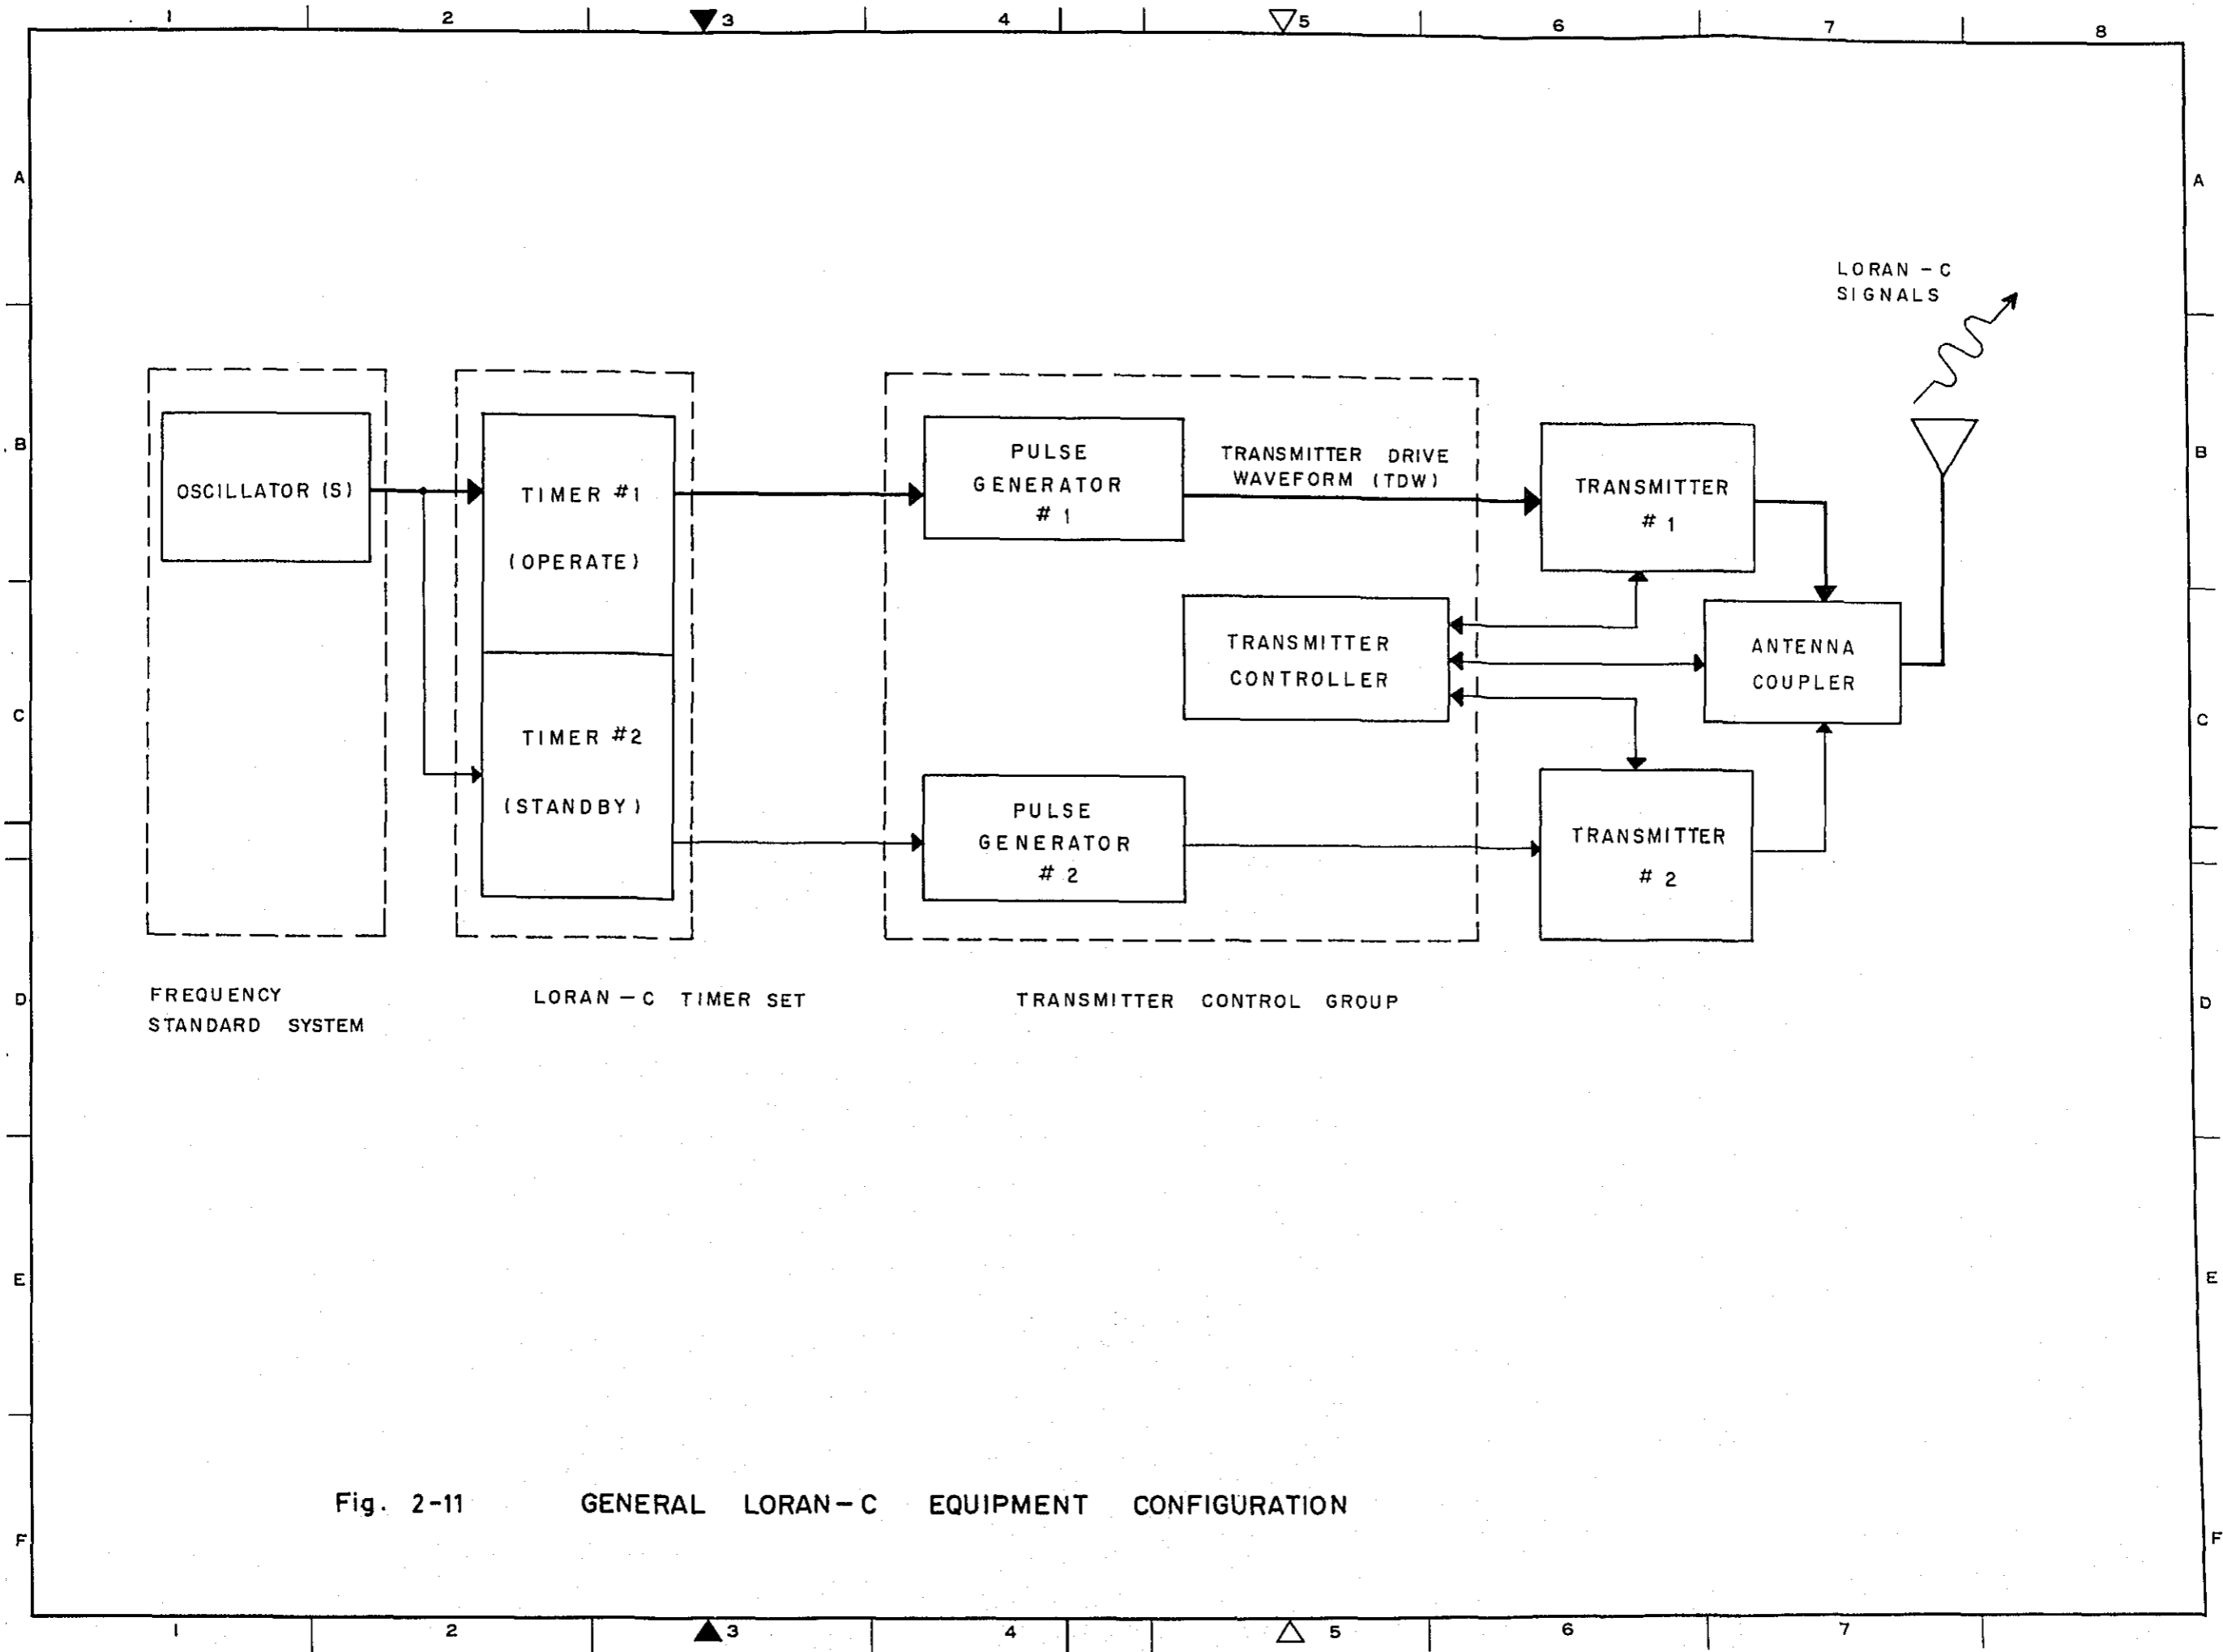 1 2 3 4 5 6 7 8
A A
LORAN - C
SIGNALS
B B
OSCILLATOR (S)
TIMER #1
(OPERATE)
PULSE
GENERATOR
# 1
TRANSMITTER DRIVE
WAVEFORM (TDW)
TRANSMITTER
# 1
TRANSMITTER
CONTROLLER
ANTENNA
COUPLER
C C
TIMER #2
(STANDBY)
PULSE
GENERATOR
# 2
TRANSMITTER
# 2
D D
FREQUENCY
STANDARD SYSTEM
LORAN - C TIMER SET
TRANSMITTER CONTROL GROUP
E E
Fig. 2-11 GENERAL LORAN-C EQUIPMENT CONFIGURATION
F F
1 2 3 4 5 6 7